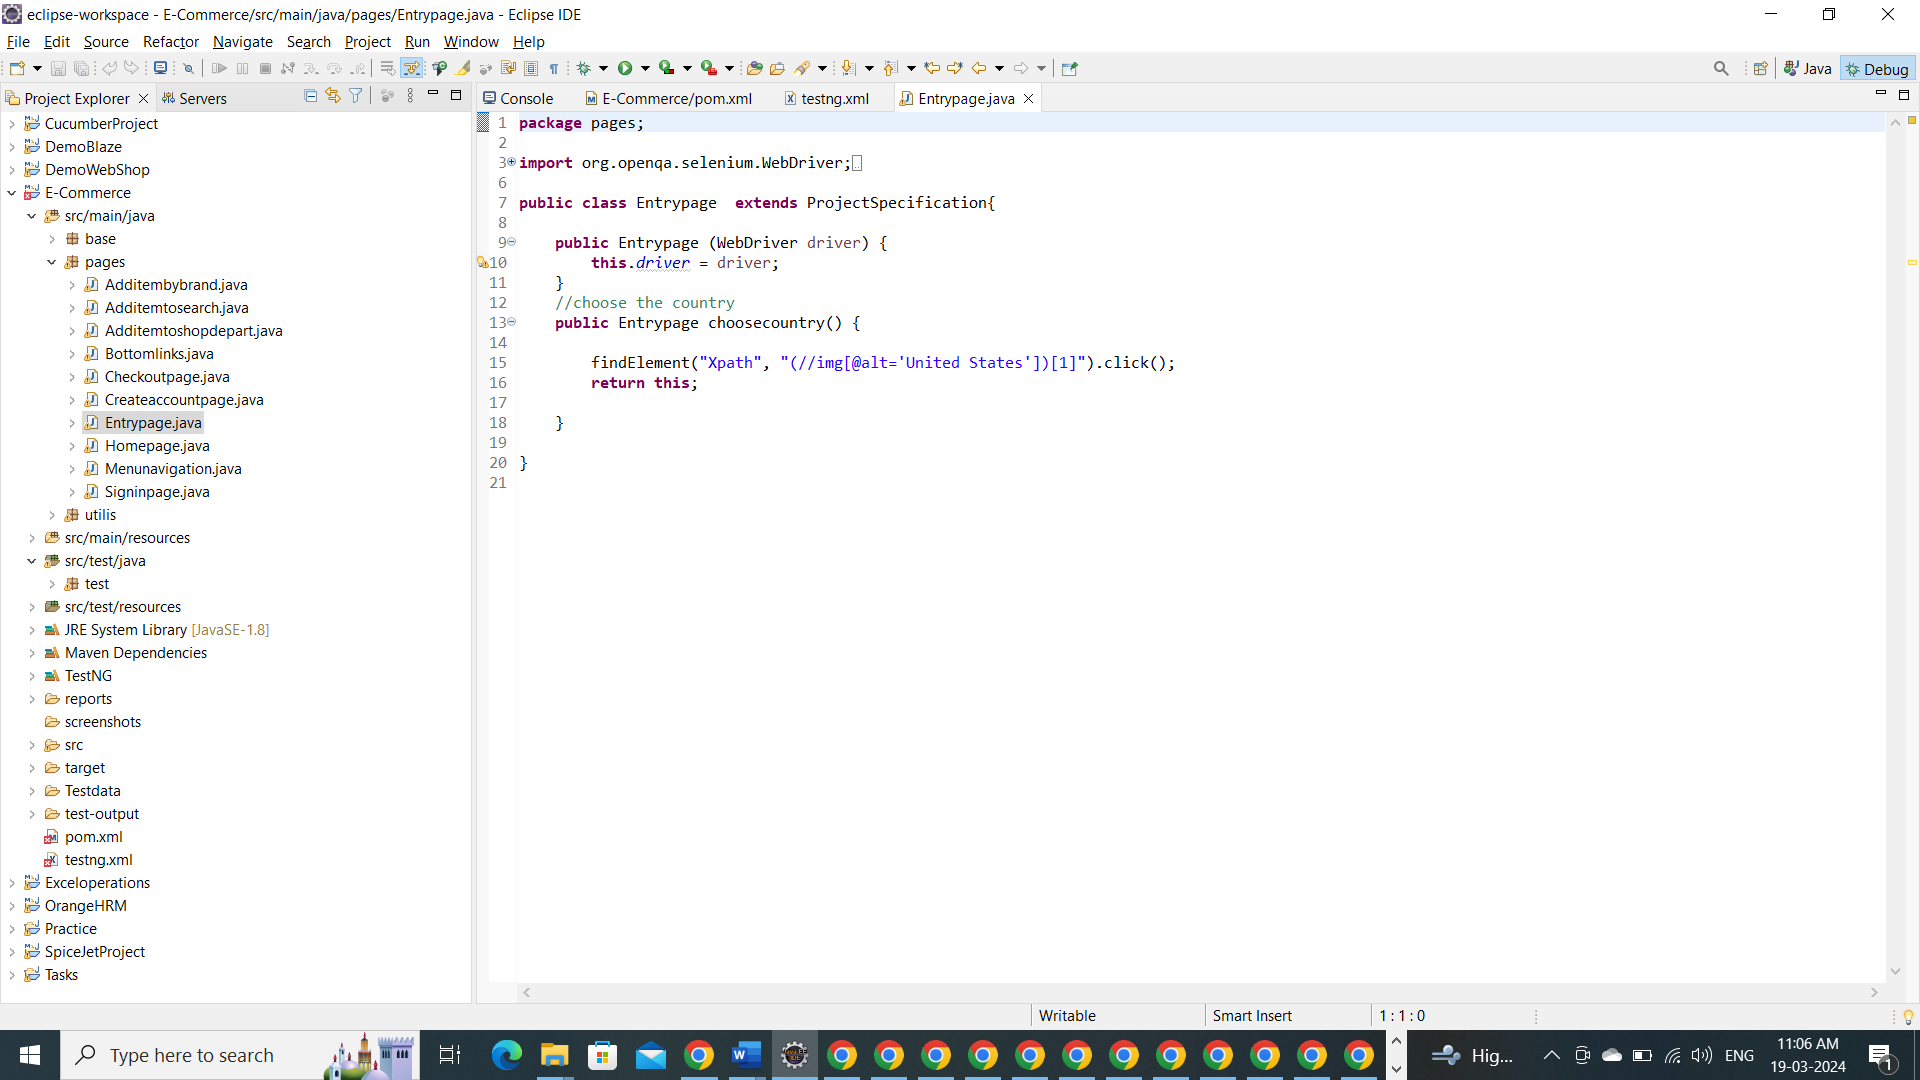 eclipse-workspace - E-Commerce/src/main/java/pages/Entrypage.java - Eclipse IDE
File Edit Source Refactor Navigate Search Project Run Window Help
Java Debug
Project Explorer Servers
Console E-Commerce/pom.xml testng.xml Entrypage.java
CucumberProject
DemoBlaze
DemoWebShop
E-Commerce
src/main/java
base
pages
Additembybrand.java
Additemtosearch.java
Additemtoshopdepart.java
Bottomlinks.java
Checkoutpage.java
Createaccountpage.java
Entrypage.java
Homepage.java
Menunavigation.java
Signinpage.java
utilis
src/main/resources
src/test/java
test
src/test/resources
JRE System Library [JavaSE-1.8]
Maven Dependencies
TestNG
reports
screenshots
src
target
Testdata
test-output
pom.xml
testng.xml
Exceloperations
OrangeHRM
Practice
SpiceJetProject
Tasks
1 package pages;
2
3 import org.openqa.selenium.WebDriver;
6
7 public class Entrypage  extends ProjectSpecification{
8
9     public Entrypage (WebDriver driver) {
10         this.driver = driver;
11     }
12     //choose the country
13     public Entrypage choosecountry() {
14
15         findElement("Xpath", "(//img[@alt='United States'])[1]").click();
16         return this;
17
18     }
19
20 }
21
Writable Smart Insert 1 : 1 : 0
Type here to search
Hig...
ENG
11:06 AM
19-03-2024
1